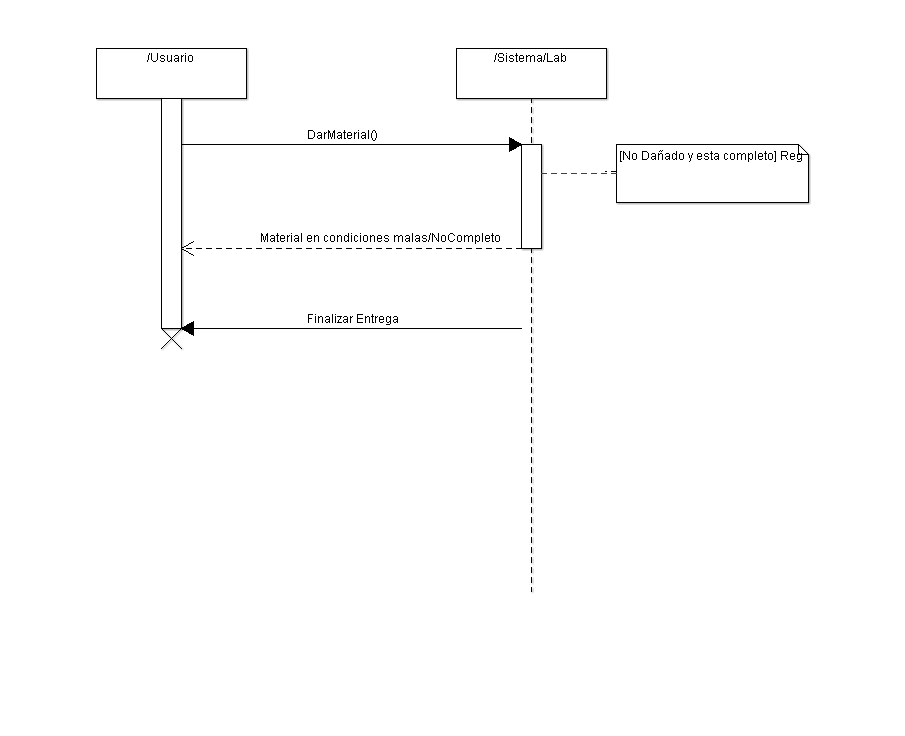 /Usuario
/Sistema/Lab
DarMaterial()
[No Dañado y esta completo] Reg
Material en condiciones malas/NoCompleto
Finalizar Entrega